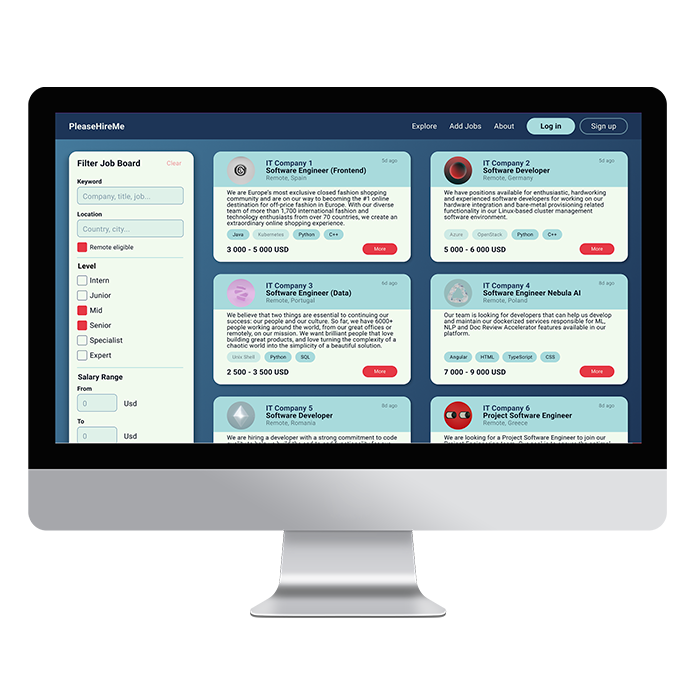 PleaseHireMe
Explore
Add Jobs
About
Log in
Sign up
Filter Job Board
Clear
Keyword
Company, title, job...
Location
Country, city...
Remote eligible
Level
Intern
Junior
Mid
Senior
Specialist
Expert
Salary Range
From
0
Usd
To
0
Usd
IT Company 1
5d ago
Software Engineer (Frontend)
Remote, Spain
We are Europe's most exclusive closed fashion shopping
community and are on our way to becoming the #1 online
destination for off-price fashion in Europe. With our diverse
team of more than 1,700 international fashion and
technology enthusiasts from over 70 countries, we create an
extraordinary online shopping experience.
Java
Kubernetes
Python
C++
3 000 - 5 000 USD
More
IT Company 2
5d ago
Software Developer
Remote, Germany
We have positions available for enthusiastic, hardworking
and experienced software developers for working on our
hardware integration and bare-metal provisioning related
functionality in our Linux-based cluster management
software environment.
Azure
OpenStack
Python
C++
5 000 - 6 000 USD
More
IT Company 3
6d ago
Software Engineer (Data)
Remote, Portugal
We believe that two things are essential to continuing our
success: our people and our culture. So far, we have 6000+
people working around the world, from our great offices or
remotely, on our mission. We want brilliant people that love
building great products, and love turning the complexity of a
chaotic world into the simplicity of a beautiful solution.
Unix Shell
Python
SQL
2 500 - 3 500 USD
More
IT Company 4
8d ago
Software Engineer Nebula AI
Remote, Poland
Our team is looking for developers that can help us develop
and maintain our dockerized services responsible for ML,
NLP and Doc Review Accelerator features available in our
platform.
Angular
HTML
TypeScript
CSS
7 000 - 9 000 USD
More
IT Company 5
8d ago
Software Developer
Remote, Romania
We are hiring a developer with a strong commitment to code
IT Company 6
8d ago
Project Software Engineer
Remote, Greece
We are looking for a Project Software Engineer to join our